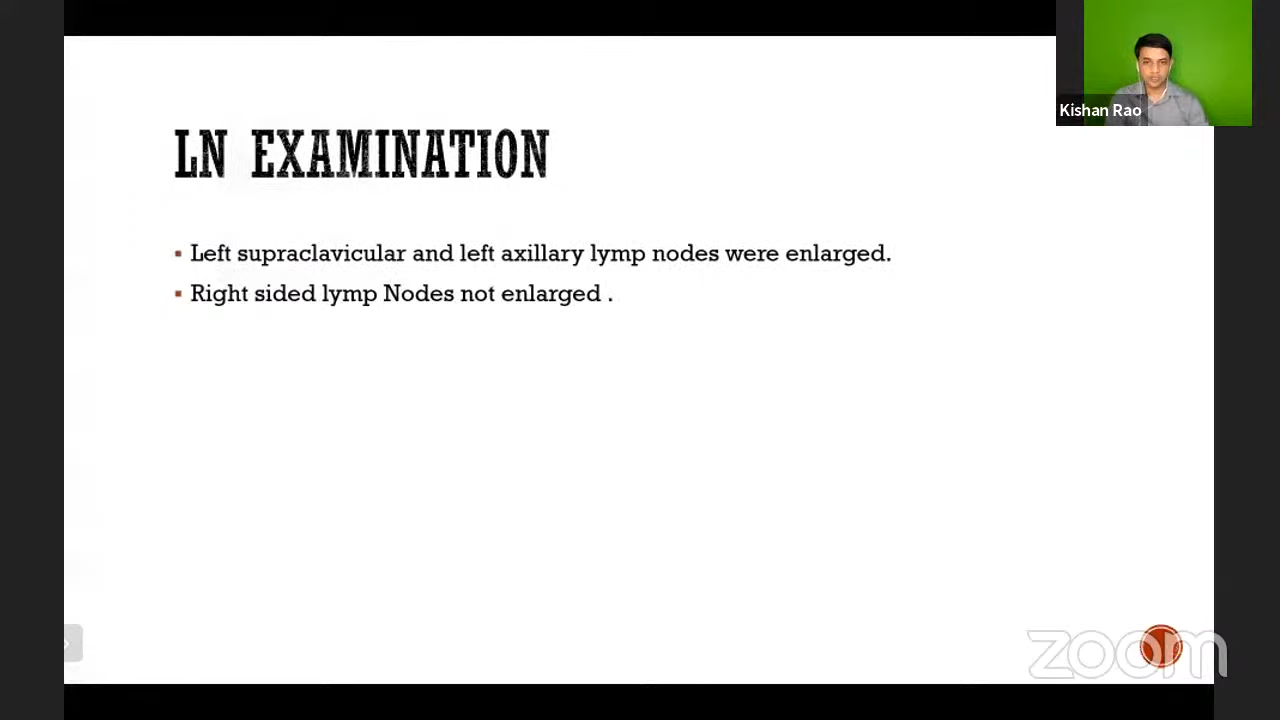 Kishan Rao
LN EXAMINATION
▪ Left supraclavicular and left axillary lymp nodes were enlarged.
▪ Right sided lymp Nodes not enlarged .
zoom